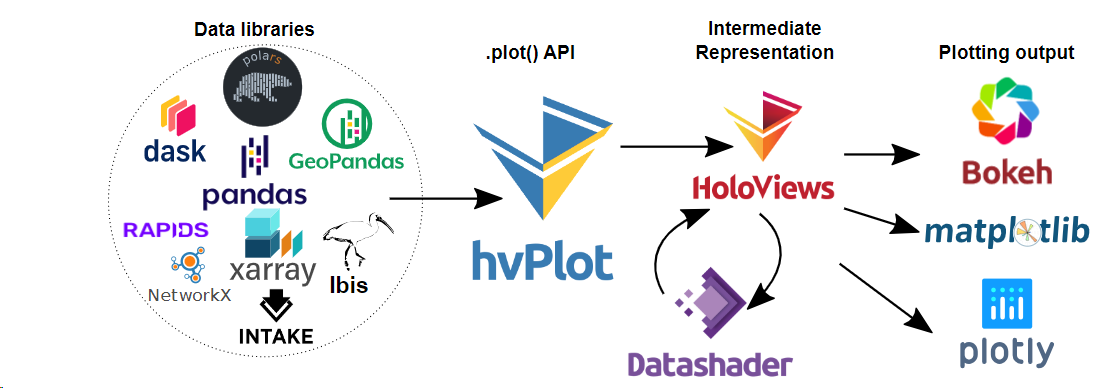 Data libraries
polars
dask
GeoPandas
pandas
RAPIDS
xarray
Ibis
NetworkX
INTAKE
.plot() API
hvPlot
Intermediate
Representation
HoloViews
Datashader
Plotting output
Bokeh
matplotlib
plotly